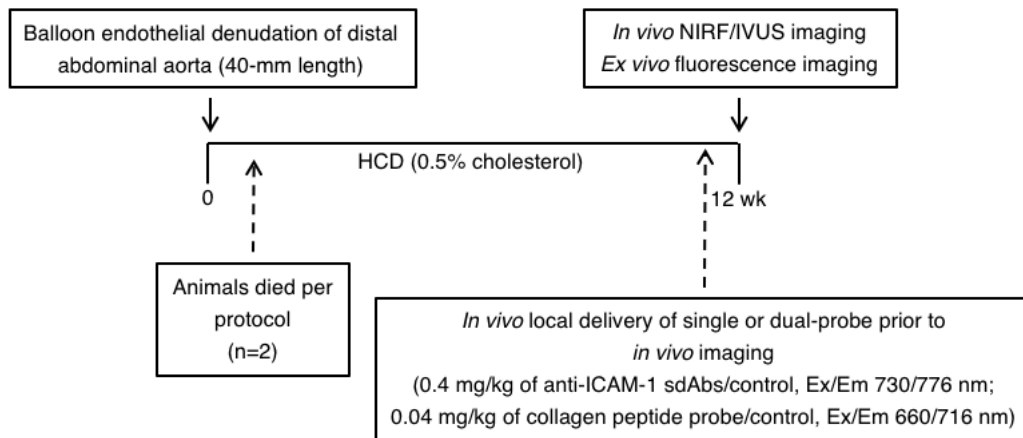 Balloon endothelial denudation of distal
abdominal aorta (40-mm length)
In vivo NIRF/IVUS imaging
Ex vivo fluorescence imaging
HCD (0.5% cholesterol)
0
12 wk
Animals died per
protocol
(n=2)
In vivo local delivery of single or dual-probe prior to
in vivo imaging
(0.4 mg/kg of anti-ICAM-1 sdAbs/control, Ex/Em 730/776 nm;
0.04 mg/kg of collagen peptide probe/control, Ex/Em 660/716 nm)